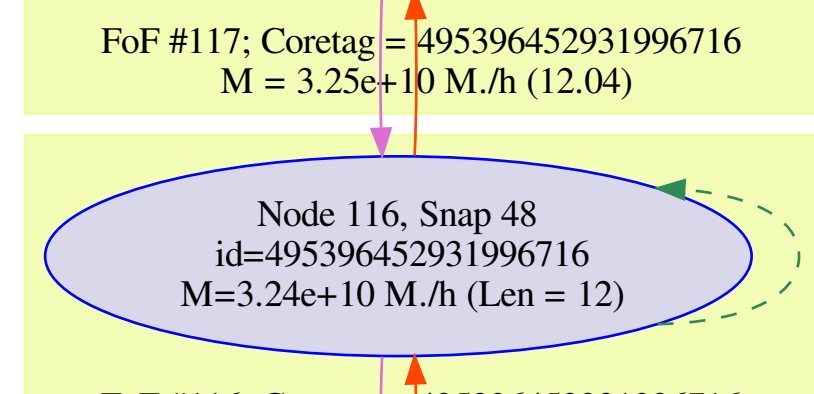 FoF #117; Coretag = 495396452931996716
M = 3.25e+10 M./h (12.04)
Node 116, Snap 48
id=495396452931996716
M=3.24e+10 M./h (Len = 12)